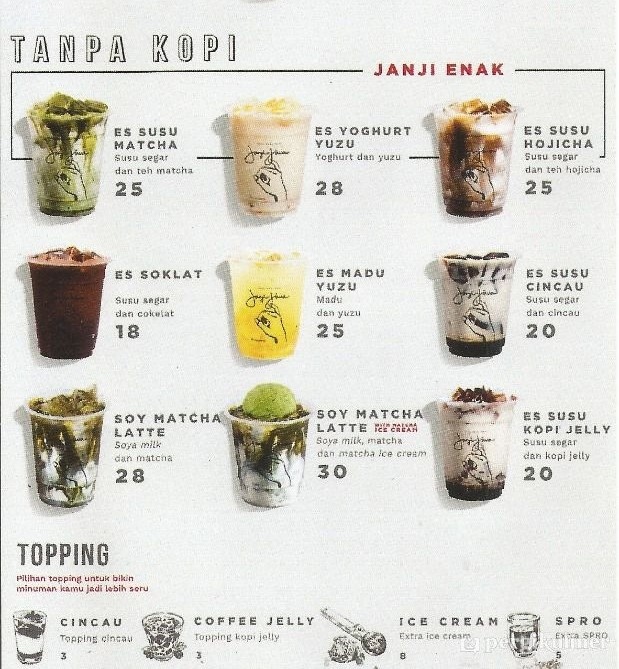 TANPA KOPI
JANJI ENAK
ES SUSU
MATCHA
Susu segar
dan teh matcha
25
ES YOGHURT
YUZU
Yoghurt dan yuzu
28
ES SUSU
HOJICHA
Susu segar
dan teh hojicha
25
ES SOKLAT
Susu segar
dan cokelat
18
ES MADU
YUZU
Madu
dan yuzu
25
ES SUSU
CINCAU
Susu segar
dan cincau
20
SOY MATCHA
LATTE
Soya milk
dan matcha
28
SOY MATCHA
LATTE WITH MATCHA ICE CREAM
Soya milk, matcha
dan matcha ice cream
30
ES SUSU
KOPI JELLY
Susu segar
dan kopi jelly
20
TOPPING
Pilihan topping untuk bikin
minuman kamu jadi lebih seru
CINCAU
Topping cincau
3
COFFEE JELLY
Topping kopi jelly
3
ICE CREAM
Extra ice cream
8
SPRO
Extra SPRO
5